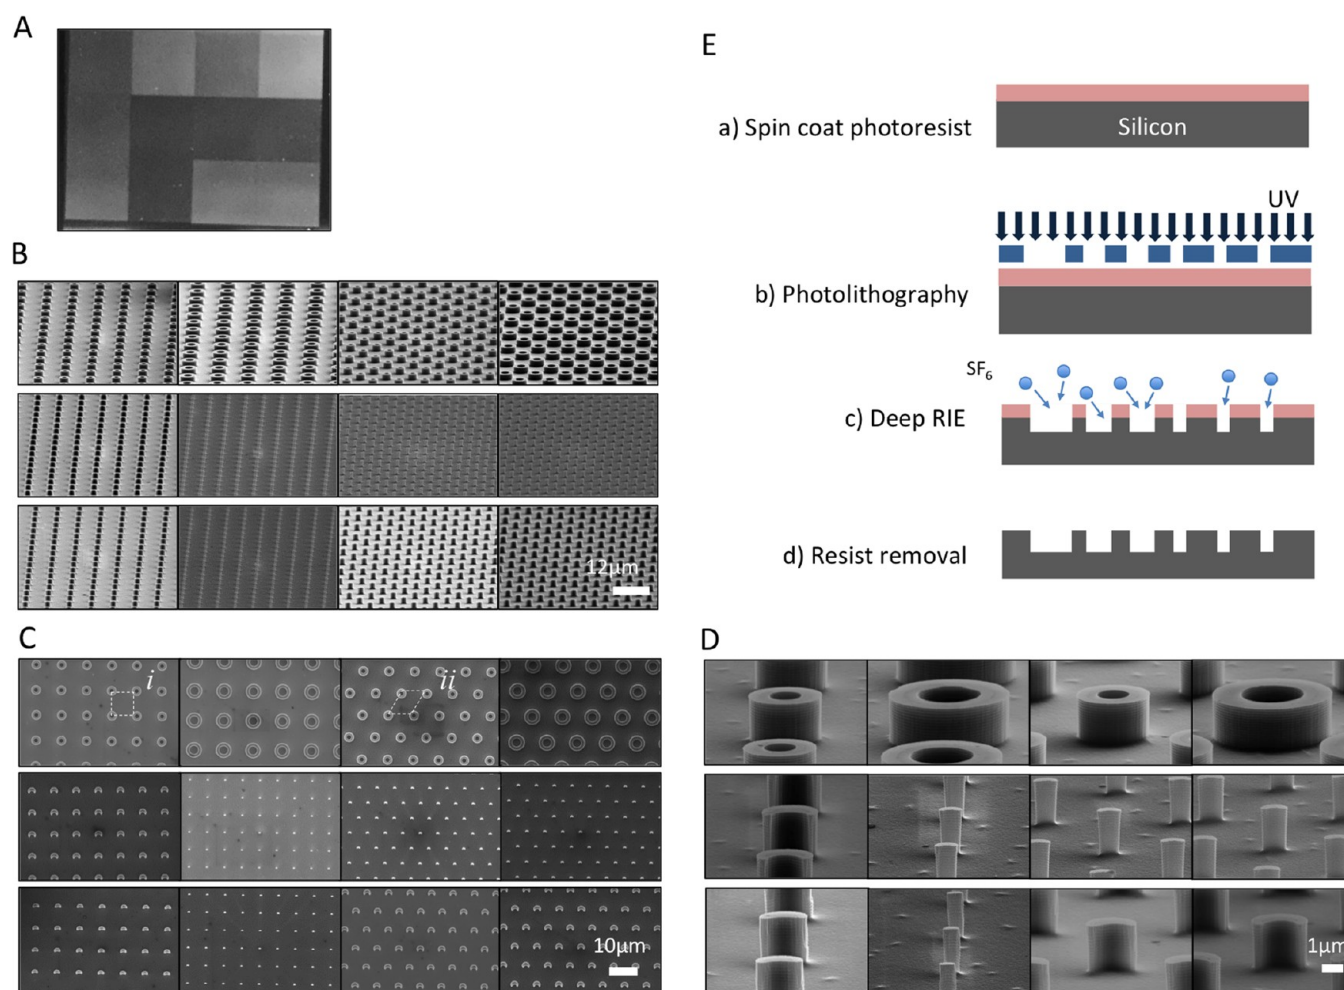 A
B
12μm
C
i
ii
10μm
E
a) Spin coat photoresist
Silicon
UV
b) Photolithography
SF6
c) Deep RIE
d) Resist removal
D
1μm